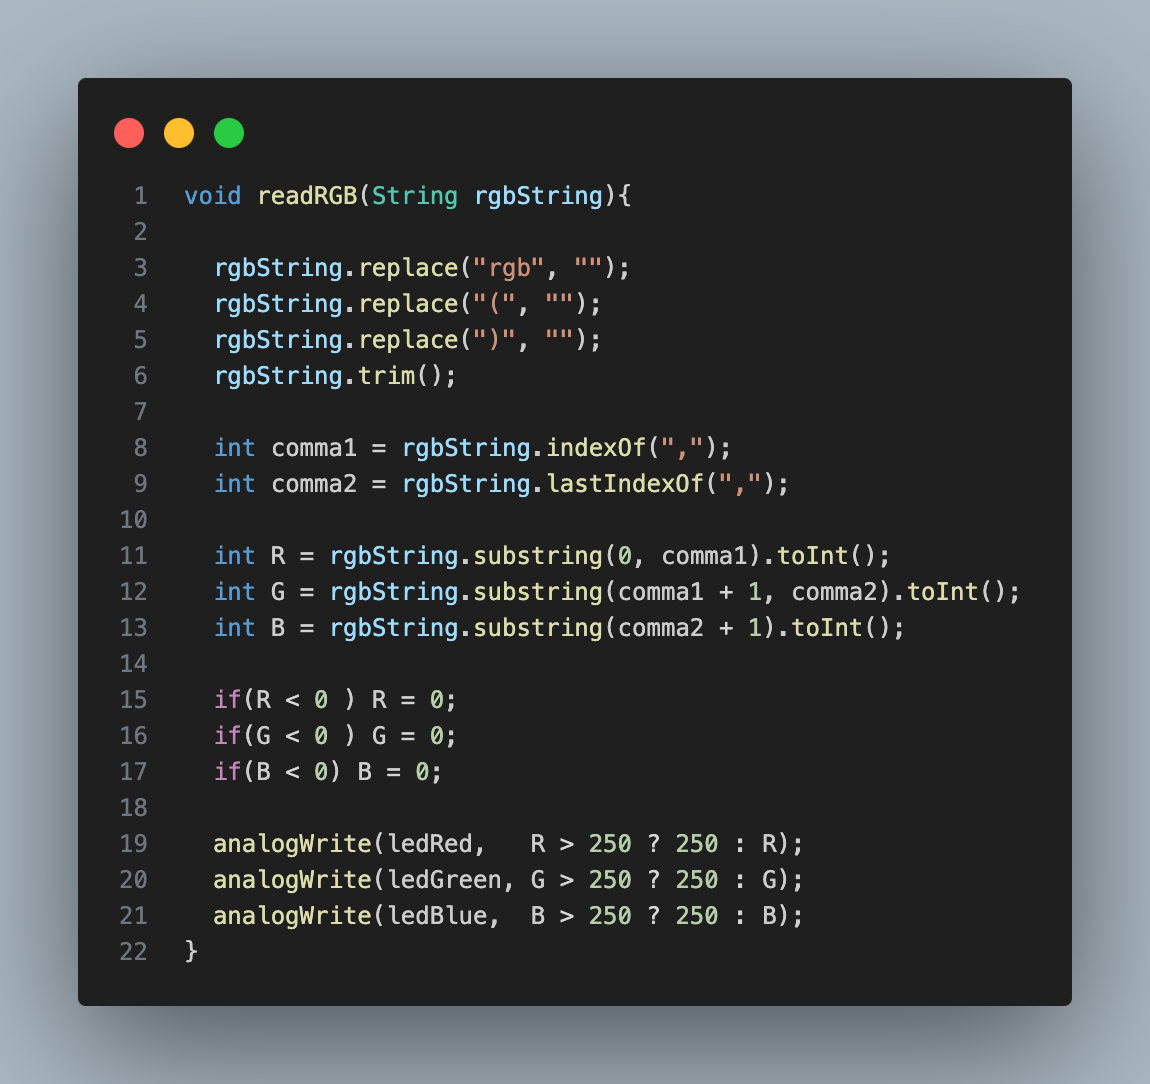 1 void readRGB(String rgbString){
2
3   rgbString.replace("rgb", "");
4   rgbString.replace("(", "");
5   rgbString.replace(")", "");
6   rgbString.trim();
7
8   int comma1 = rgbString.indexOf(",");
9   int comma2 = rgbString.lastIndexOf(",");
10
11   int R = rgbString.substring(0, comma1).toInt();
12   int G = rgbString.substring(comma1 + 1, comma2).toInt();
13   int B = rgbString.substring(comma2 + 1).toInt();
14
15   if(R < 0 ) R = 0;
16   if(G < 0 ) G = 0;
17   if(B < 0) B = 0;
18
19   analogWrite(ledRed,   R > 250 ? 250 : R);
20   analogWrite(ledGreen, G > 250 ? 250 : G);
21   analogWrite(ledBlue,  B > 250 ? 250 : B);
22 }